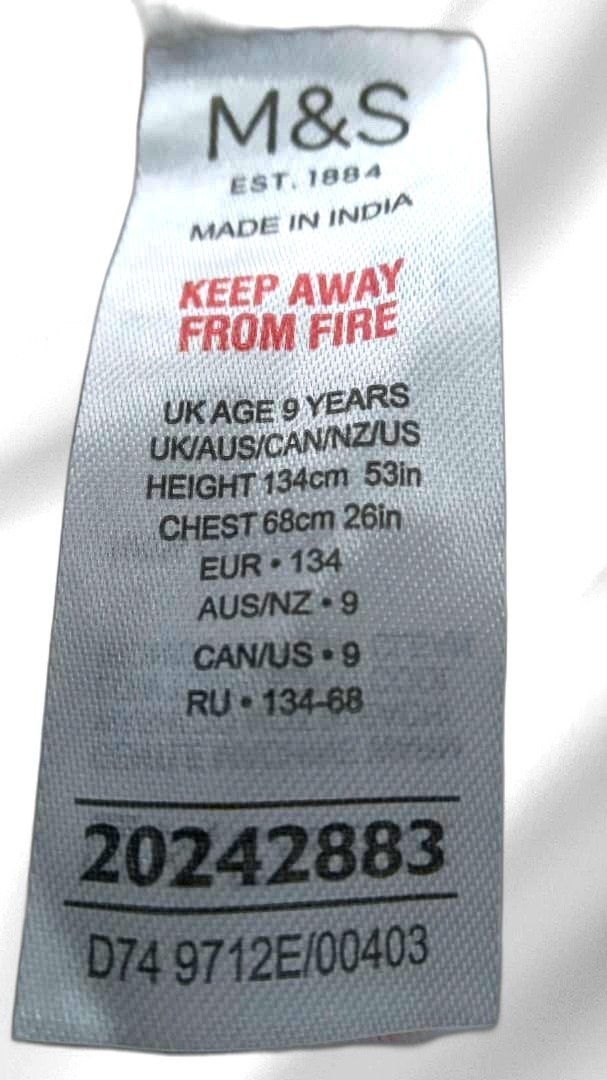 M&S
EST. 1884
MADE IN INDIA
KEEP AWAY
FROM FIRE
UK AGE 9 YEARS
UK/AUS/CAN/NZ/US
HEIGHT 134cm 53in
CHEST 68cm 26in
EUR • 134
AUS/NZ • 9
CAN/US • 9
RU • 134-68
20242883
D74 9712E/00403